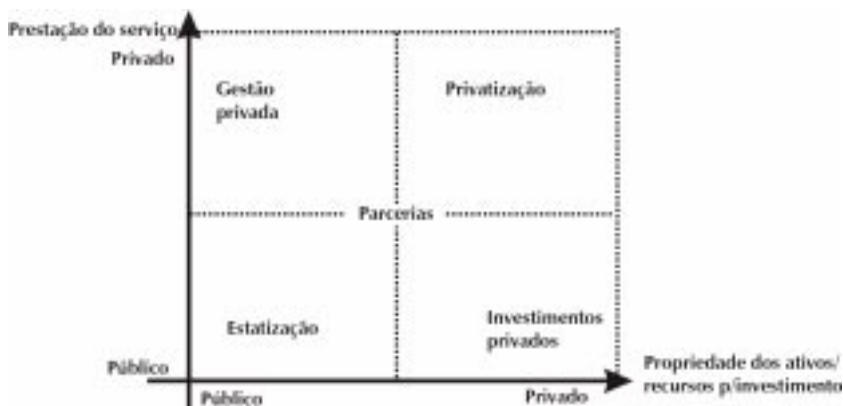 Prestação do serviço
Privado
Gestão
privada
Privatização
Parcerias
Estatização
Investimentos
privados
Público
Propriedade dos ativos/
recursos p/investimento
Público
Privado